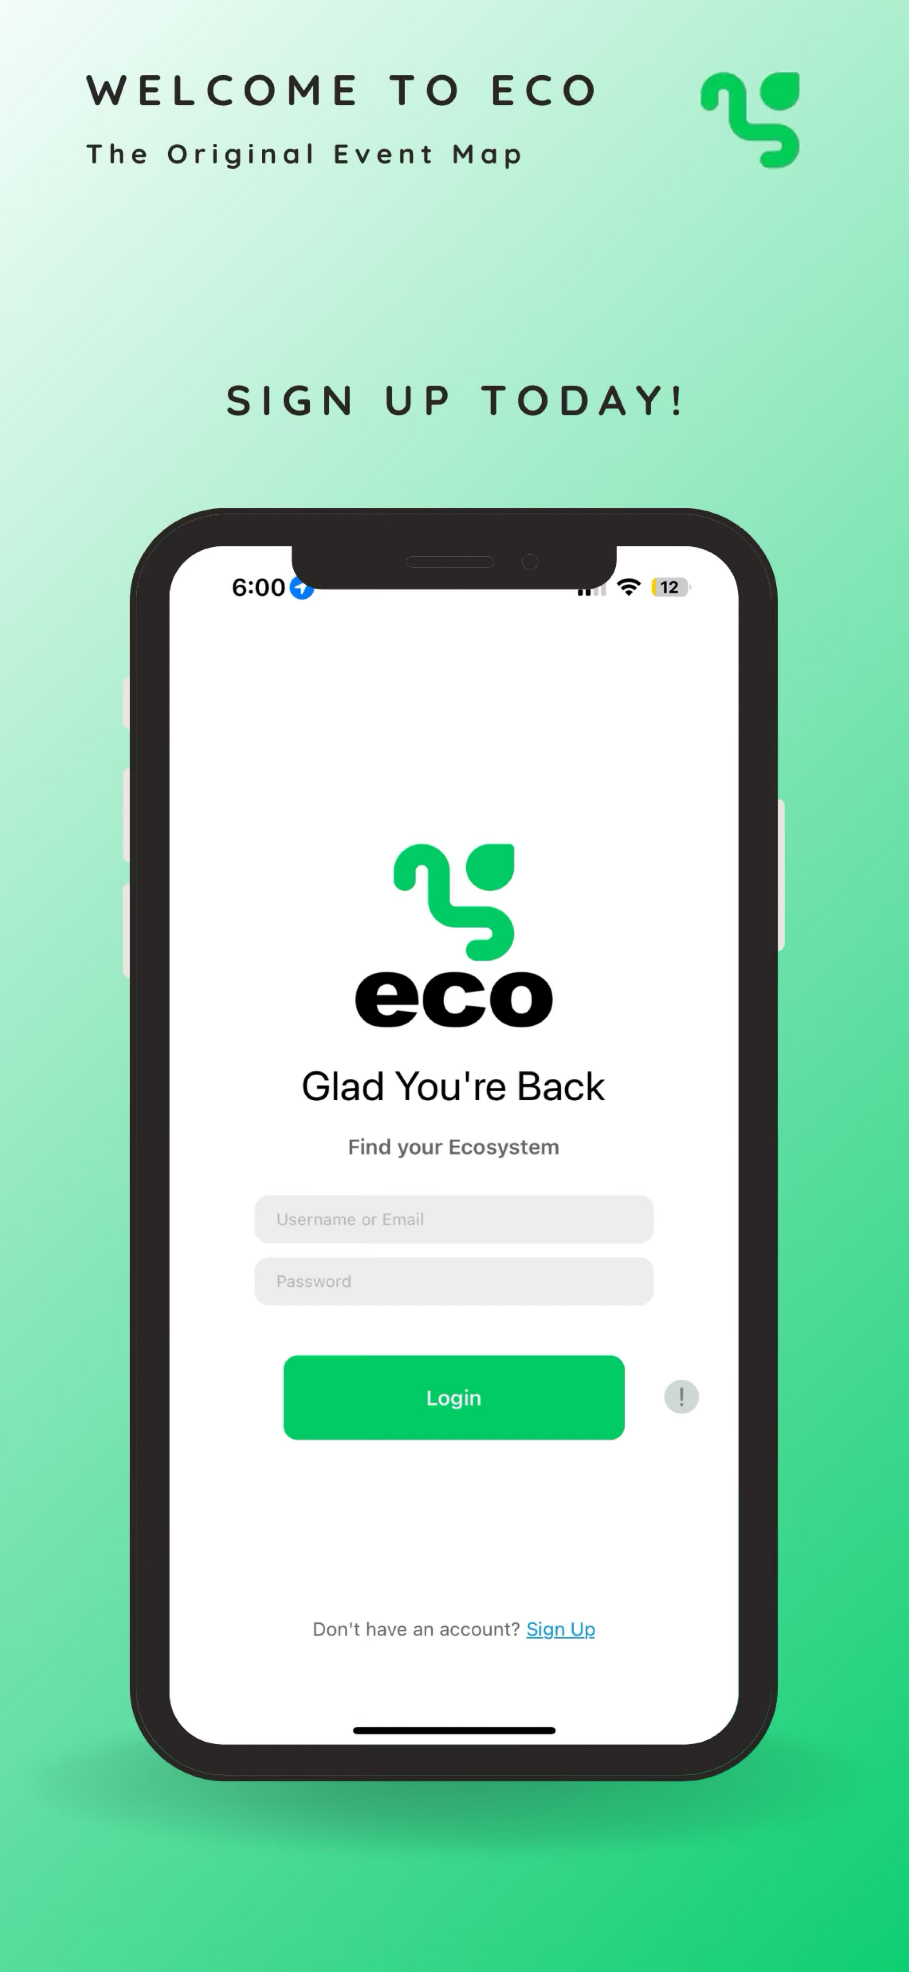 WELCOME TO ECO
The Original Event Map
SIGN UP TODAY!
6:00
12
eco
Glad You're Back
Find your Ecosystem
Username or Email
Password
Login
!
Don't have an account? Sign Up